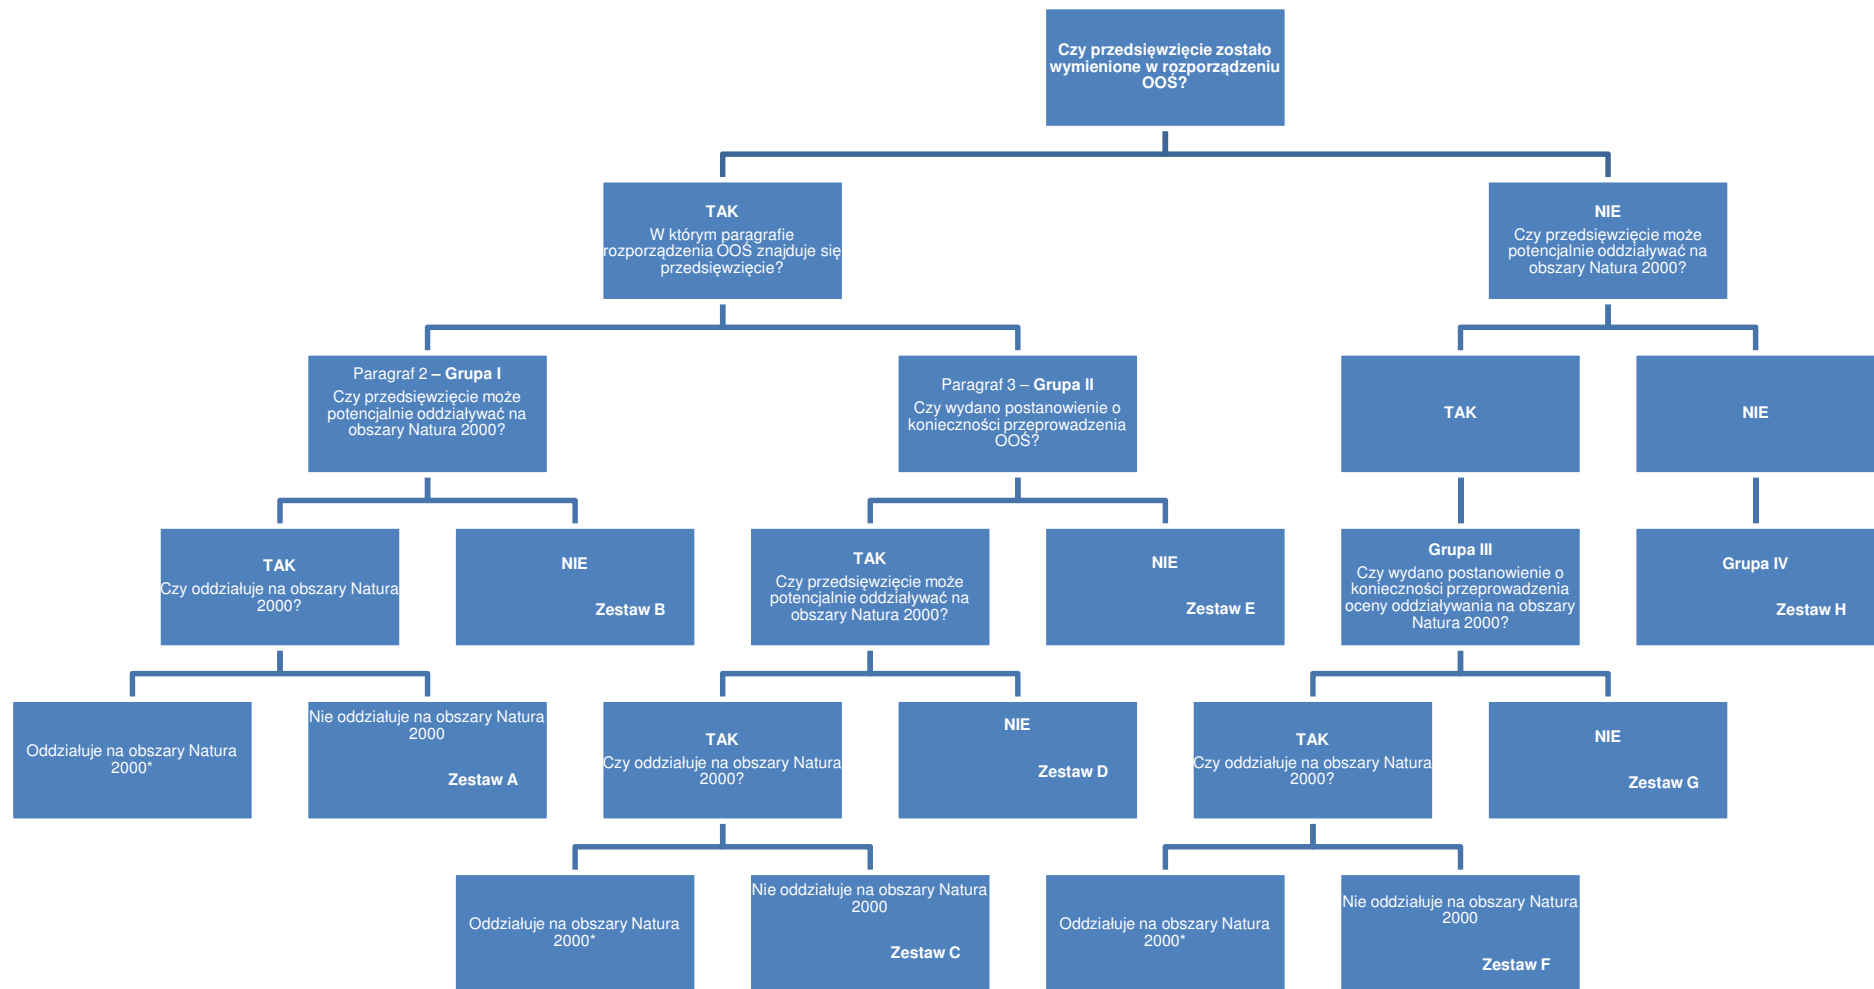 Czy przedsięwzięcie zostało
wymienione w rozporządzeniu
OOŚ?
TAK
W którym paragrafie
rozporządzenia OOŚ znajduje się
przedsięwzięcie?
NIE
Czy przedsięwzięcie może
potencjalnie oddziaływać na
obszary Natura 2000?
Paragraf 2 – Grupa I
Czy przedsięwzięcie może
potencjalnie oddziaływać na
obszary Natura 2000?
Paragraf 3 – Grupa II
Czy wydano postanowienie o
konieczności przeprowadzenia
OOŚ?
TAK
NIE
TAK
Czy oddziałuje na obszary Natura
2000?
NIE
Zestaw B
TAK
Czy przedsięwzięcie może
potencjalnie oddziaływać na
obszary Natura 2000?
NIE
Zestaw E
Grupa III
Czy wydano postanowienie o
konieczności przeprowadzenia
oceny oddziaływania na obszary
Natura 2000?
Grupa IV
Zestaw H
Oddziałuje na obszary Natura
2000*
Nie oddziałuje na obszary Natura
2000
Zestaw A
TAK
Czy oddziałuje na obszary Natura
2000?
NIE
Zestaw D
TAK
Czy oddziałuje na obszary Natura
2000?
NIE
Zestaw G
Oddziałuje na obszary Natura
2000*
Nie oddziałuje na obszary Natura
2000
Zestaw C
Oddziałuje na obszary Natura
2000*
Nie oddziałuje na obszary Natura
2000
Zestaw F